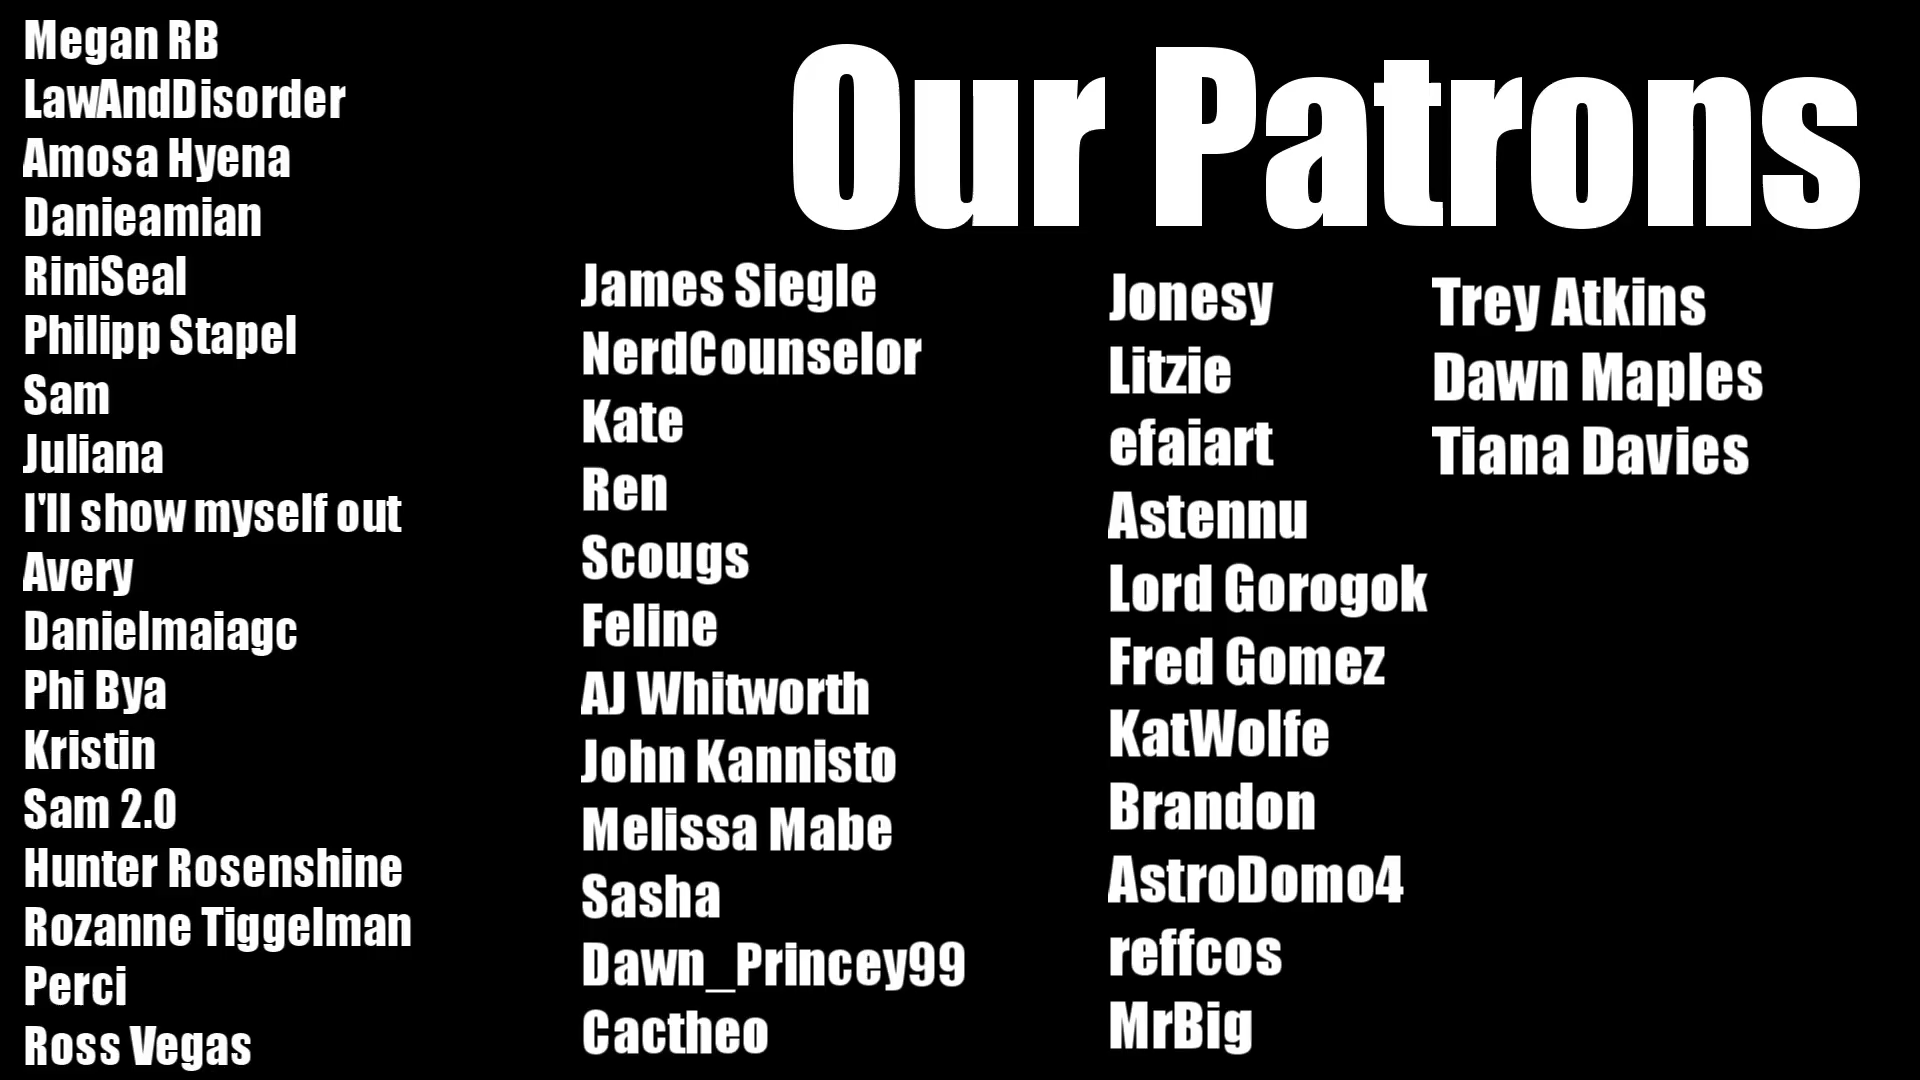 Our Patrons
Megan RB
LawAndDisorder
Amosa Hyena
Danieamian
RiniSeal
Philipp Stapel
Sam
Juliana
I'll show myself out
Avery
Danielmaiagc
Phi Bya
Kristin
Sam 2.0
Hunter Rosenshine
Rozanne Tiggelman
Perci
Ross Vegas
James Siegle
NerdCounselor
Kate
Ren
Scougs
Feline
AJ Whitworth
John Kannisto
Melissa Mabe
Sasha
Dawn_Princey99
Cactheo
Jonesy
Litzie
efaiart
Astennu
Lord Gorogok
Fred Gomez
KatWolfe
Brandon
AstroDomo4
reffcos
MrBig
Trey Atkins
Dawn Maples
Tiana Davies